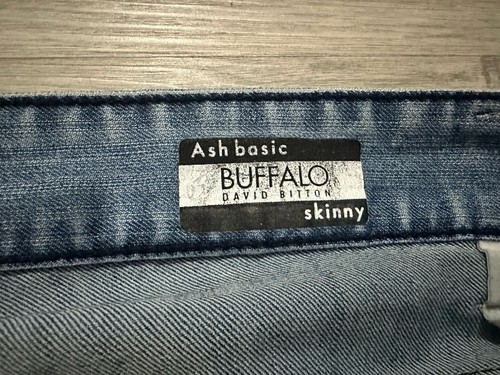 Ash basic
BUFFALO
DAVID BITTON
skinny